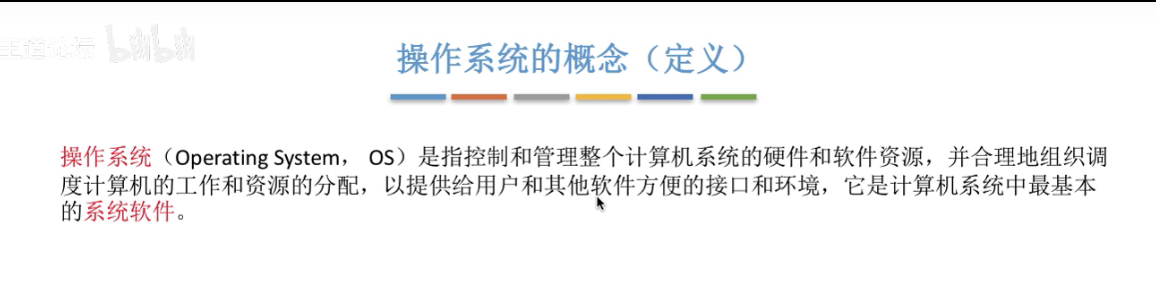 王道论坛 bilibili
操作系统的概念（定义）
操作系统（Operating System， OS）是指控制和管理整个计算机系统的硬件和软件资源，并合理地组织调
度计算机的工作和资源的分配，以提供给用户和其他软件方便的接口和环境，它是计算机系统中最基本
的系统软件。